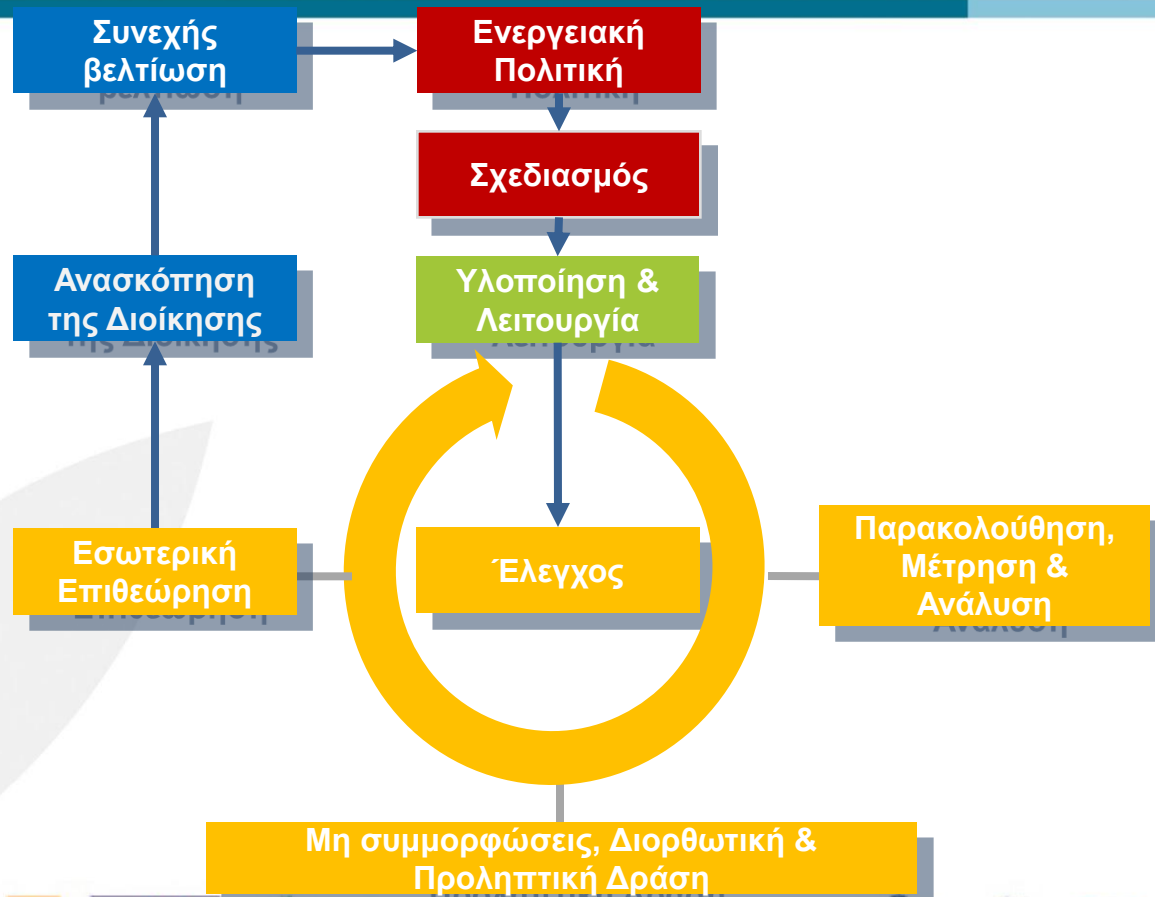 Συνεχής
βελτίωση
Ενεργειακή
Πολιτική
Σχεδιασμός
Ανασκόπηση
της Διοίκησης
Υλοποίηση &
Λειτουργία
Εσωτερική
Επιθεώρηση
Έλεγχος
Παρακολούθηση,
Μέτρηση &
Ανάλυση
Μη συμμορφώσεις, Διορθωτική &
Προληπτική Δράση